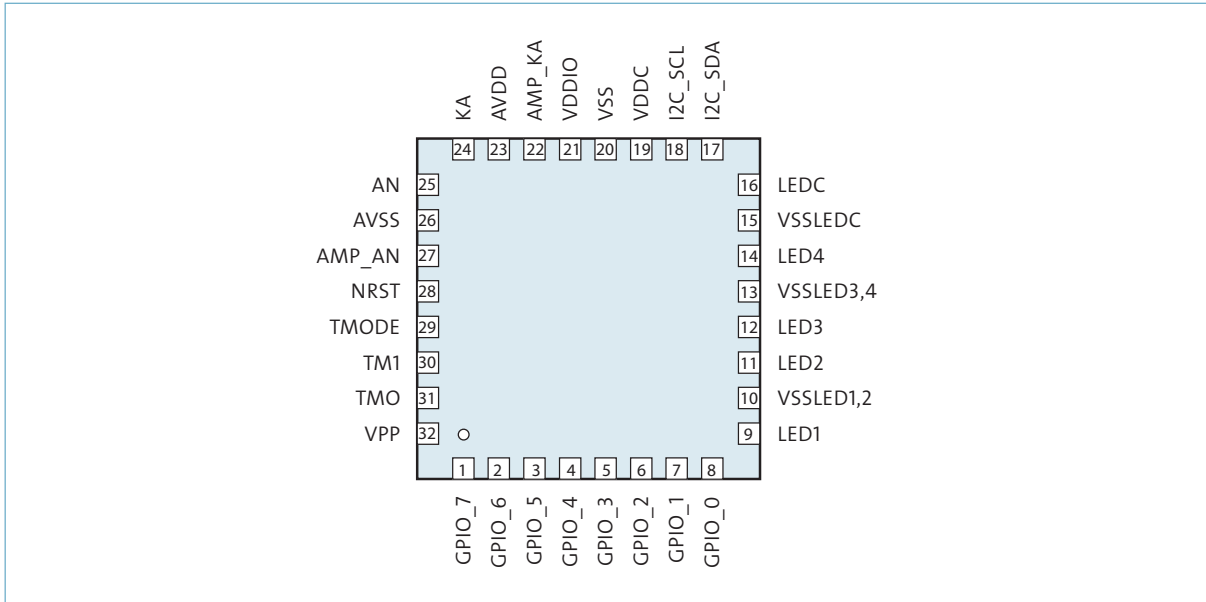 KA
AVDD
AMP_KA
VDDIO
VSS
VDDC
I2C_SCL
I2C_SDA
24 23 22 21 20 19 18 17
AN 25
AVSS 26
AMP_AN 27
NRST 28
TMODE 29
TM1 30
TMO 31
VPP 32
16 LEDC
15 VSSLEDC
14 LED4
13 VSSLED3,4
12 LED3
11 LED2
10 VSSLED1,2
9 LED1
1 2 3 4 5 6 7 8
GPIO_7
GPIO_6
GPIO_5
GPIO_4
GPIO_3
GPIO_2
GPIO_1
GPIO_0